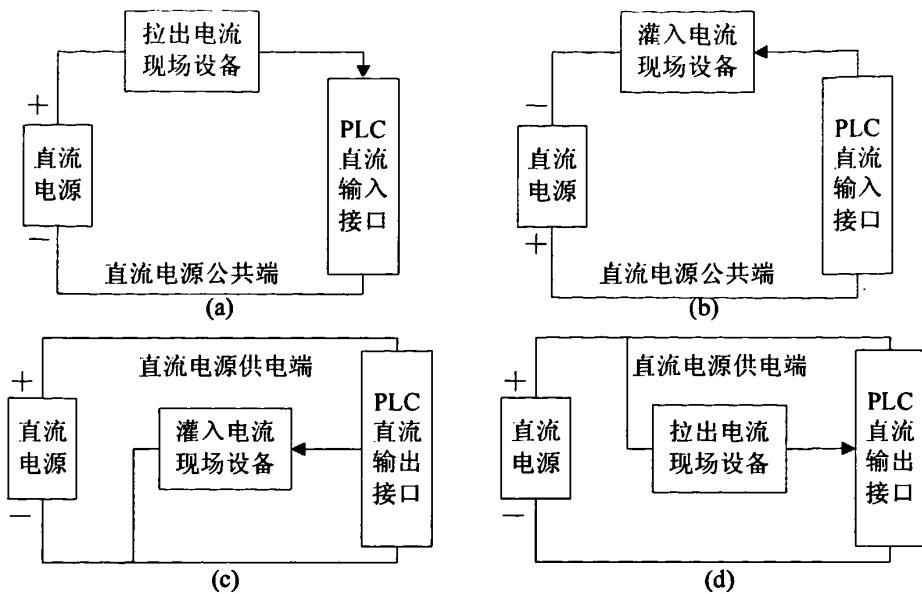 拉出电流
现场设备
+
直流
电源
−
PLC
直流
输入
接口
直流电源公共端
(a)
灌入电流
现场设备
−
直流
电源
+
PLC
直流
输入
接口
直流电源公共端
(b)
直流电源供电端
+
直流
电源
−
灌入电流
现场设备
PLC
直流
输出
接口
(c)
直流电源供电端
+
直流
电源
−
拉出电流
现场设备
PLC
直流
输出
接口
(d)